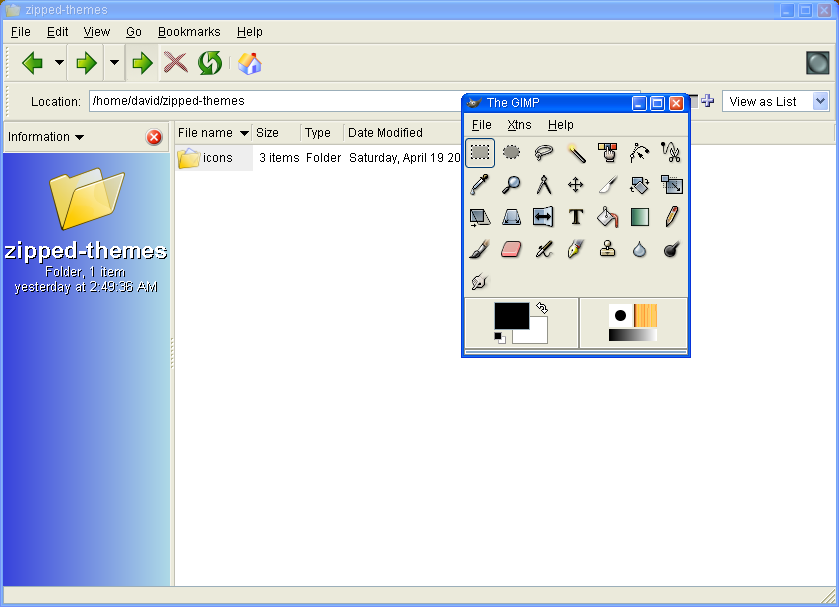 zipped-themes
File Edit View Go Bookmarks Help
Location: /home/david/zipped-themes
View as List
Information
File name Size Type Date Modified
icons 3 items Folder Saturday, April 19 20
zipped-themes
Folder, 1 item
yesterday at 2:49:36 AM
The GIMP
File Xtns Help
T